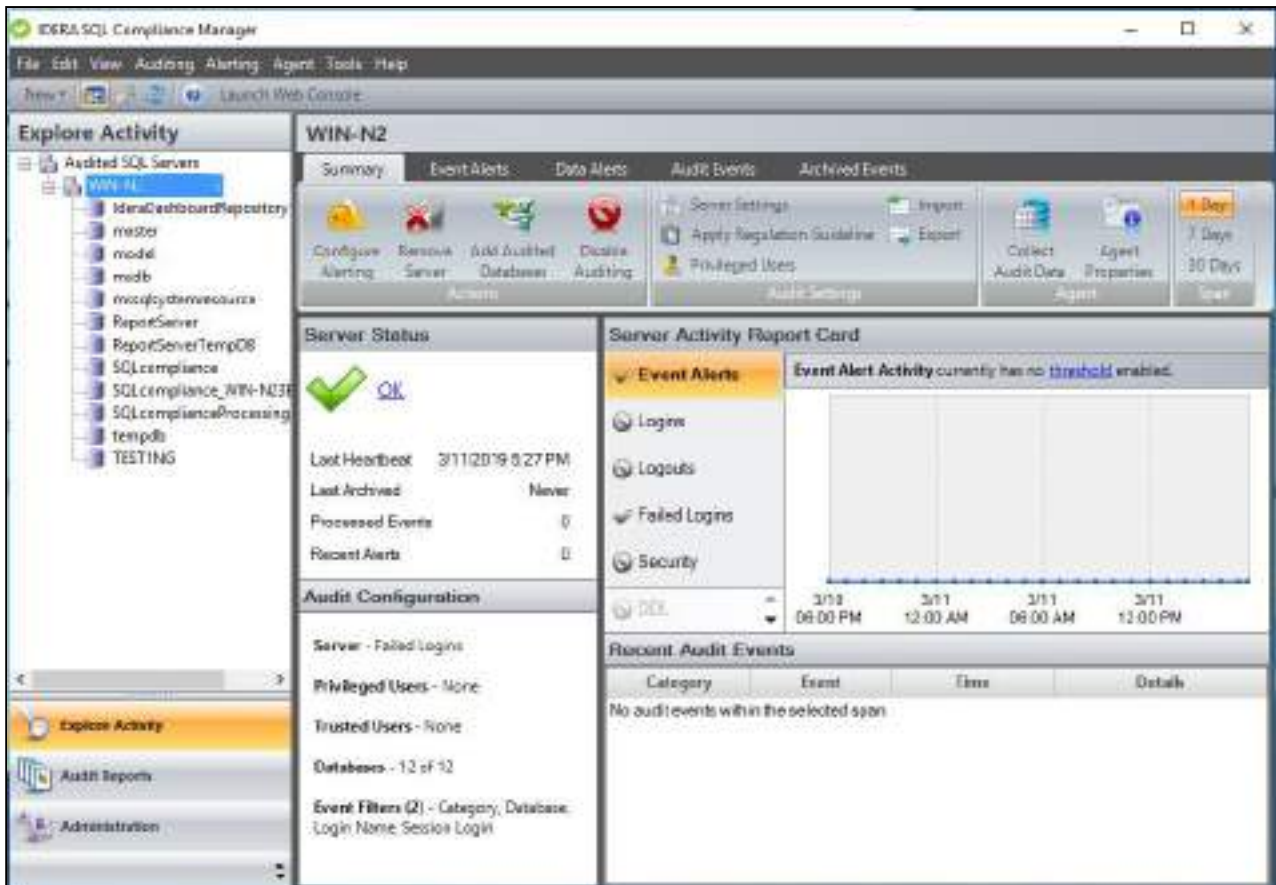 IDERA SQL Compliance Manager
File Edit View Auditing Alerting Agent Tools Help
New Launch Web Console
Explore Activity
Audited SQL Servers
WIN-N2
IderaDashboardRepository
master
model
msdb
mssqlsystemresource
ReportServer
ReportServerTempDB
SQLcompliance
SQLcompliance_WIN-N23
SQLcomplianceProcessing
tempdb
TESTING
Explore Activity
Audit Reports
Administration
WIN-N2
Summary Event Alerts Data Alerts Audit Events Archived Events
Configure Alerting
Remove Server
Add Audited Databases
Disable Auditing
Actions
Server Settings
Apply Regulation Guideline
Privileged Users
Import
Export
Audit Settings
Collect Audit Data
Agent Properties
Agent
1 Day
7 Days
30 Days
Span
Server Status
OK
Last Heartbeat 3/11/2019 5:27 PM
Last Archived Never
Processed Events 0
Recent Alerts 0
Audit Configuration
Server - Failed Logins
Privileged Users - None
Trusted Users - None
Databases - 12 of 12
Event Filters (2) - Category, Database,
Login Name Session Login
Server Activity Report Card
Event Alerts
Logins
Logouts
Failed Logins
Security
DDL
Event Alert Activity currently has no threshold enabled.
3/10 06:00 PM
3/11 12:00 AM
3/11 06:00 AM
3/11 12:00 PM
Recent Audit Events
Category Event Time Details
No audit events within the selected span